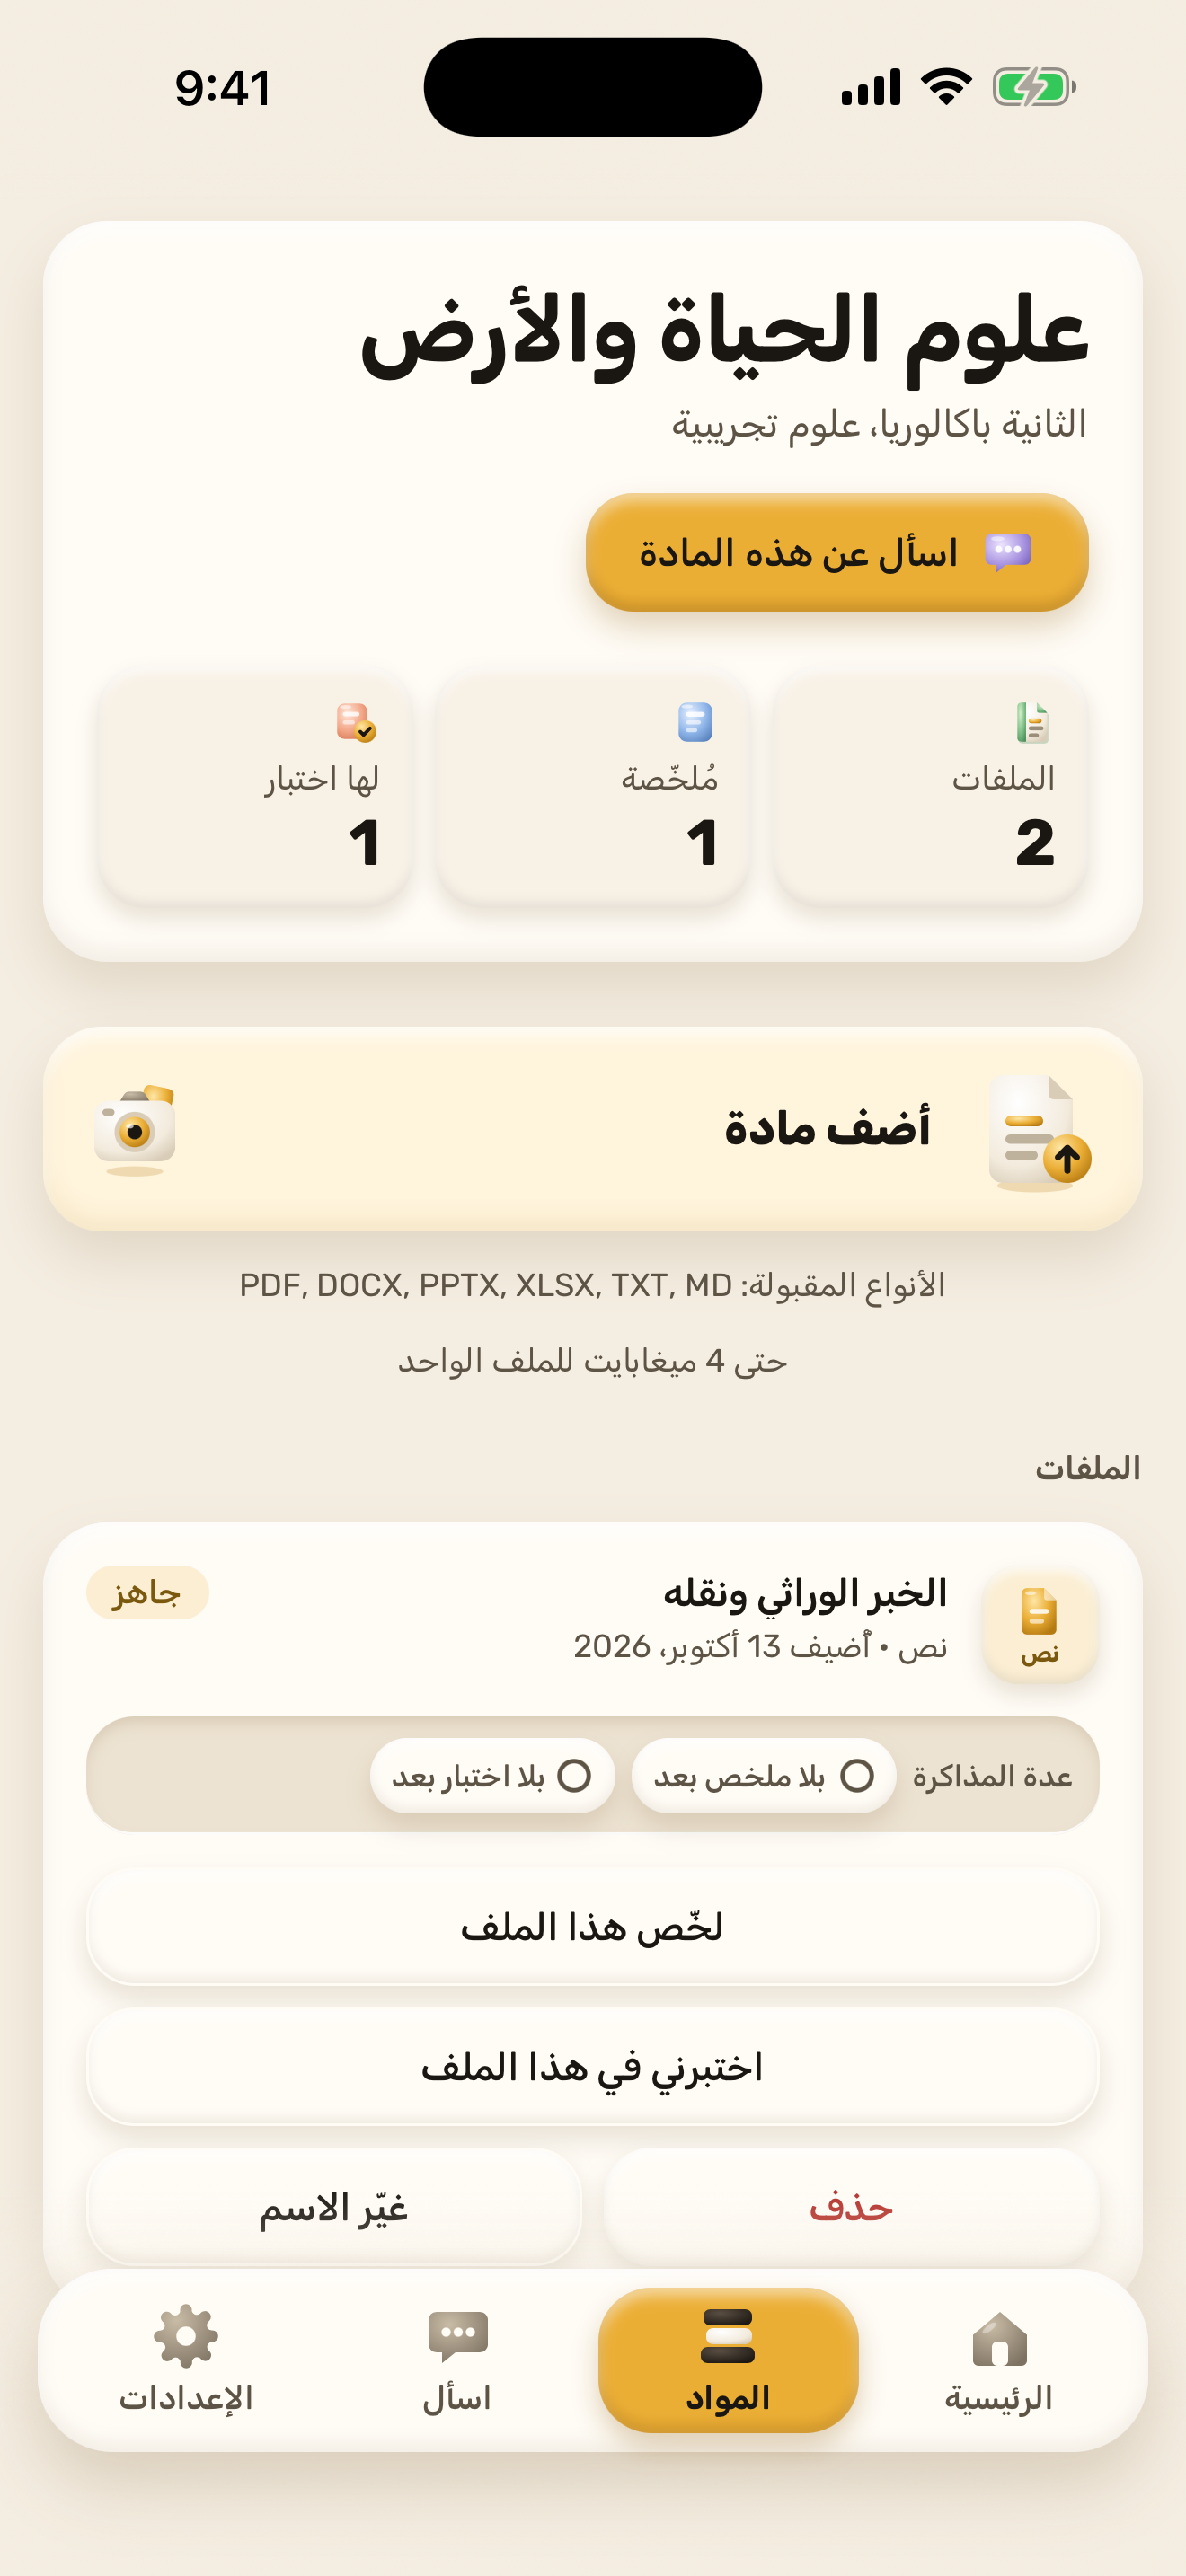 9:41
علوم الحياة والأرض
الثانية باكالوريا، علوم تجريبية
اسأل عن هذه المادة
الملفات
2
مُلخّصة
1
لها اختبار
1
أضف مادة
الأنواع المقبولة: PDF, DOCX, PPTX, XLSX, TXT, MD
حتى 4 ميغابايت للملف الواحد
الملفات
نص
الخبر الوراثي ونقله
جاهز
نص • أُضيف 13 أكتوبر، 2026
عدة المذاكرة
بلا ملخص بعد
بلا اختبار بعد
لخّص هذا الملف
اختبرني في هذا الملف
حذف
غيّر الاسم
الرئيسية
المواد
اسأل
الإعدادات